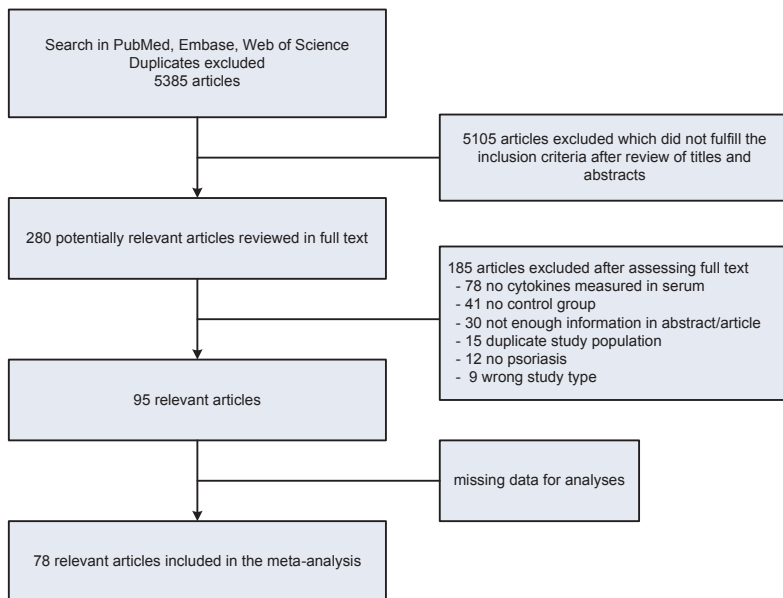 Search in PubMed, Embase, Web of Science
Duplicates excluded
5385 articles
5105 articles excluded which did not fulfill the
inclusion criteria after review of titles and
abstracts
280 potentially relevant articles reviewed in full text
185 articles excluded after assessing full text
- 78 no cytokines measured in serum
- 41 no control group
- 30 not enough information in abstract/article
- 15 duplicate study population
- 12 no psoriasis
- 9 wrong study type
95 relevant articles
missing data for analyses
78 relevant articles included in the meta-analysis